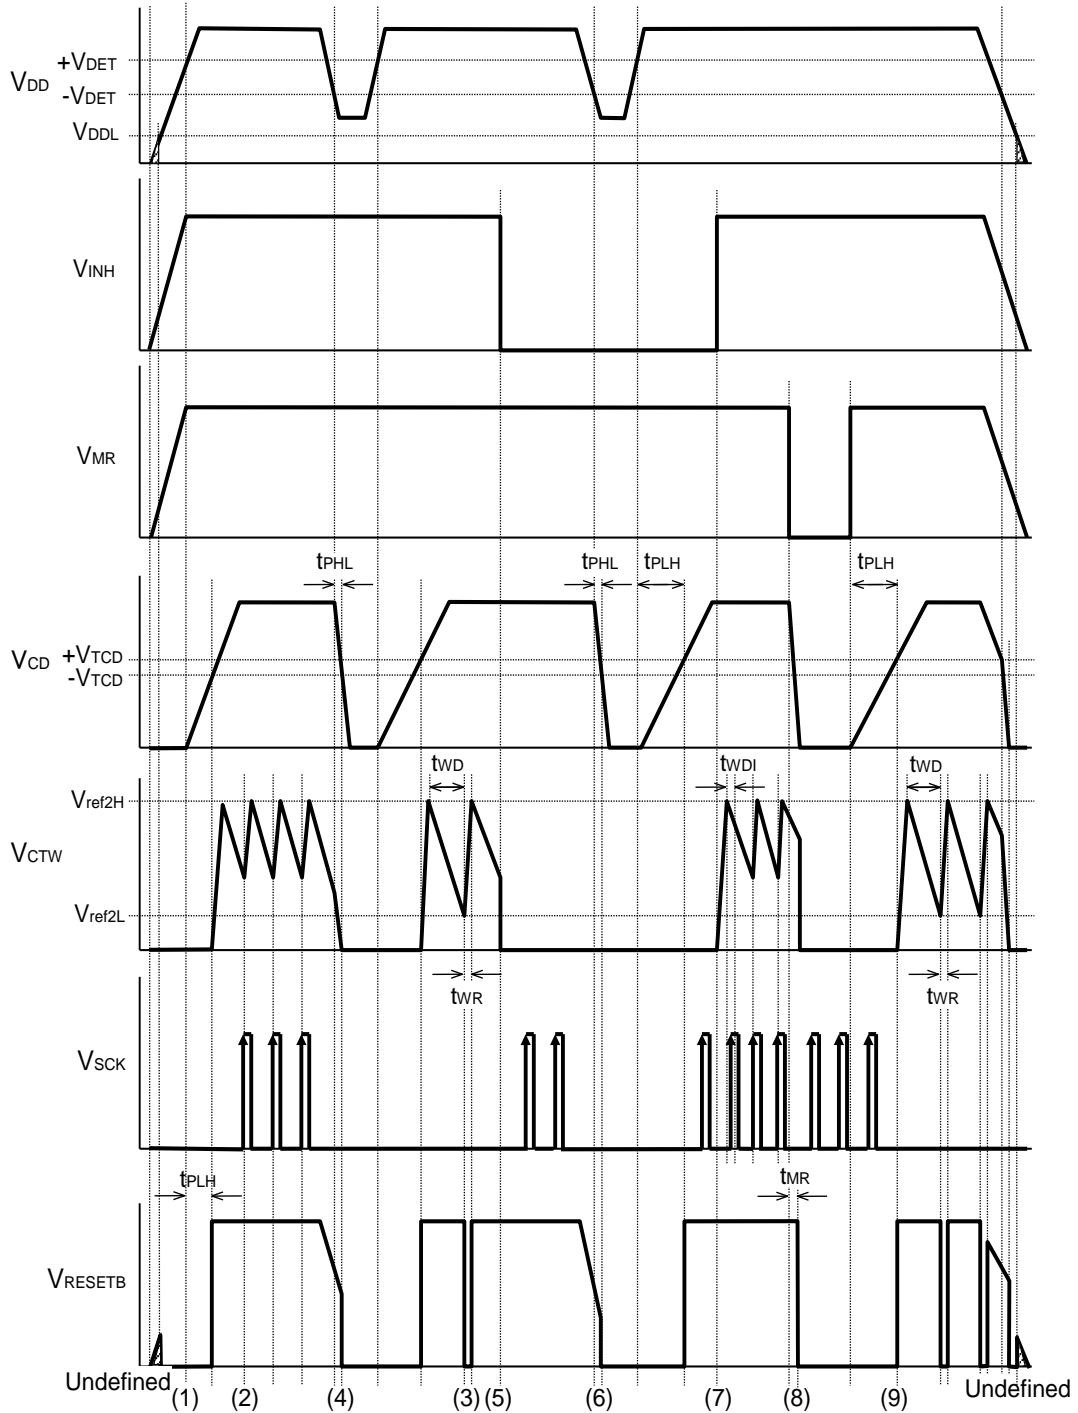 +VDET
VDD
-VDET
VDDL
VINH
VMR
tPHL
tPHL
tPLH
tPLH
VCD
+VTCD
-VTCD
tWD
tWDI
tWD
Vref2H
VCTW
Vref2L
tWR
tWR
VSCK
tPLH
tMR
VRESETB
Undefined
(1)
(2)
(4)
(3)
(5)
(6)
(7)
(8)
(9)
Undefined